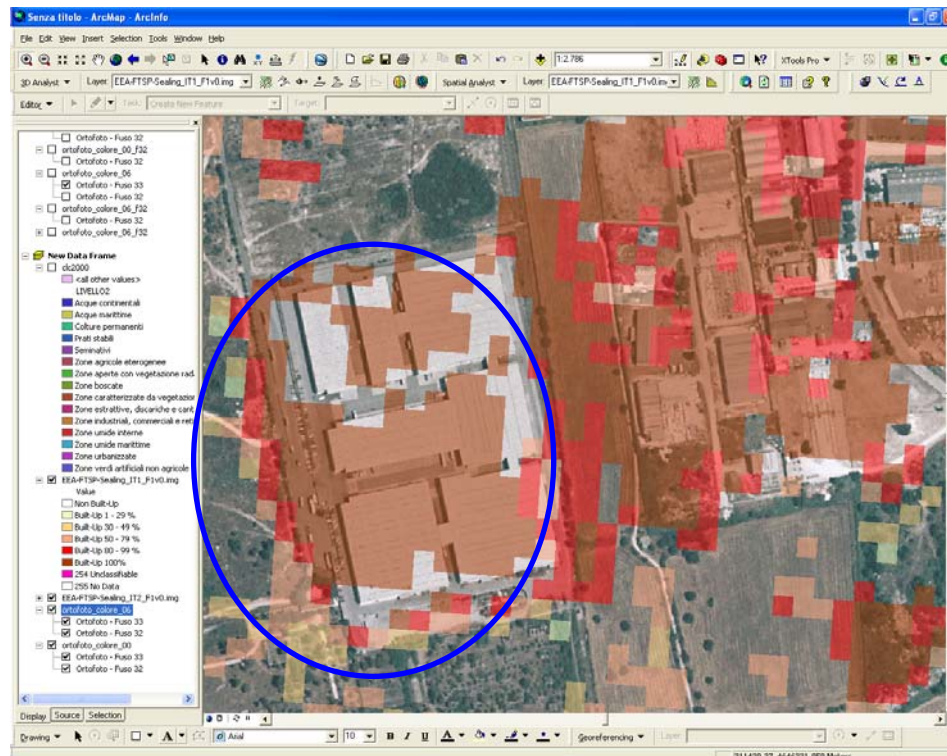 Senza titolo - ArcMap - ArcInfo
File Edit View Insert Selection Tools Window Help
1:2.786
XTools Pro
3D Analyst Layer: EEA-FTSP-Sealing_IT1_F1v0.img Spatial Analyst Layer: EEA-FTSP-Sealing_IT1_F1v0.im
Editor Task: Create New Feature Target:
Ortofoto - Fuso 32
ortofoto_colore_00_f32
Ortofoto - Fuso 32
ortofoto_colore_06
Ortofoto - Fuso 33
Ortofoto - Fuso 32
ortofoto_colore_06_f32
Ortofoto - Fuso 32
ortofoto_colore_06_f32
New Data Frame
clc2000
<all other values>
LIVELLO2
Acque continentali
Acque marittime
Colture permanenti
Prati stabili
Seminativi
Zone agricole eterogenee
Zone aperte con vegetazione rad
Zone boscate
Zone caratterizzate da vegetazion
Zone estrattive, discariche e cant
Zone industriali, commerciali e reti
Zone umide interne
Zone umide marittime
Zone urbanizzate
Zone verdi artificiali non agricole
EEA-FTSP-Sealing_IT1_F1v0.img
Value
Non Built-Up
Built-Up 1 - 29 %
Built-Up 30 - 49 %
Built-Up 50 - 79 %
Built-Up 80 - 99 %
Built-Up 100%
254 Unclassifiable
255 No Data
EEA-FTSP-Sealing_IT2_F1v0.img
ortofoto_colore_06
Ortofoto - Fuso 33
Ortofoto - Fuso 32
ortofoto_colore_00
Ortofoto - Fuso 33
Ortofoto - Fuso 32
Display Source Selection
Drawing Arial 10 B I U A Georeferencing Layer: